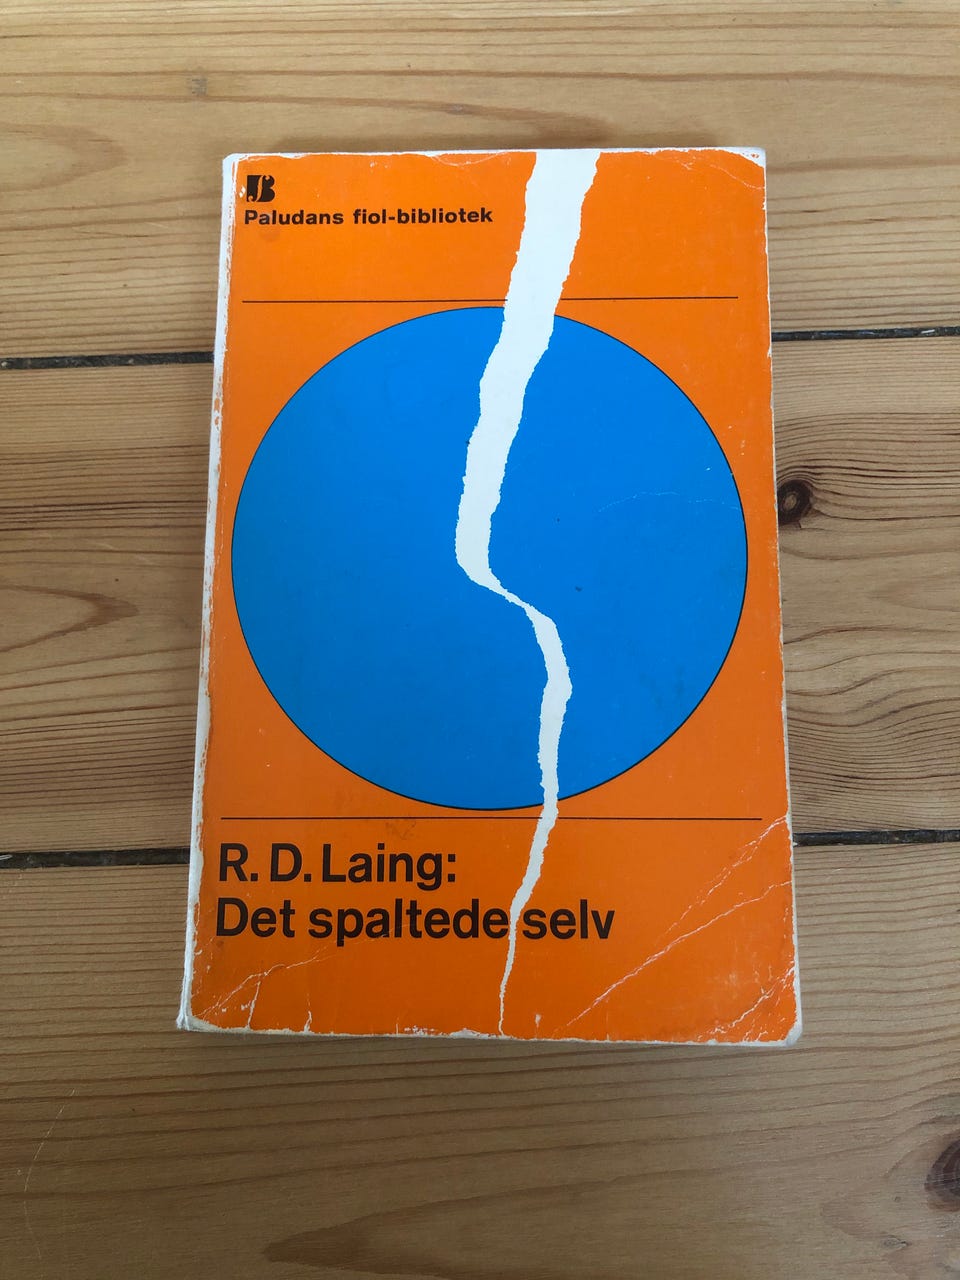 Paludans fiol-bibliotek
R. D. Laing:
Det spaltede selv